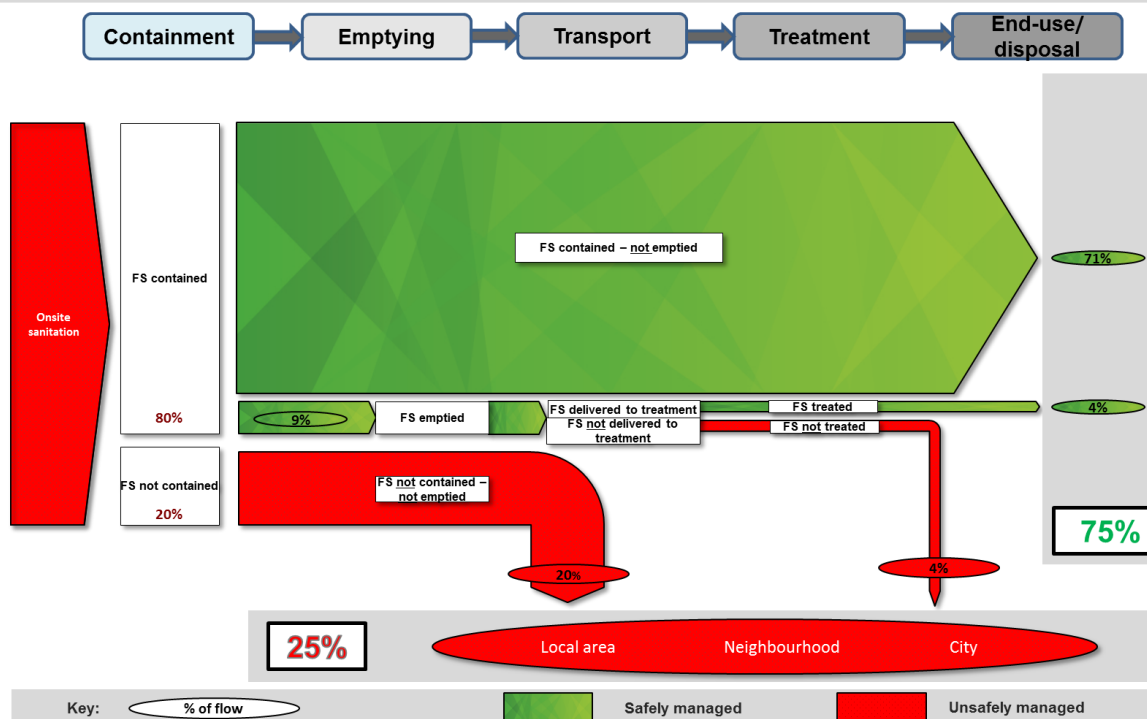 Containment
Emptying
Transport
Treatment
End-use/
disposal
Onsite
sanitation
FS contained
80%
FS not contained
20%
FS contained – not emptied
71%
9%
FS emptied
FS delivered to treatment
FS not delivered to
treatment
FS treated
FS not treated
4%
FS not contained –
not emptied
75%
20%
4%
25%
Local area
Neighbourhood
City
Key:
% of flow
Safely managed
Unsafely managed